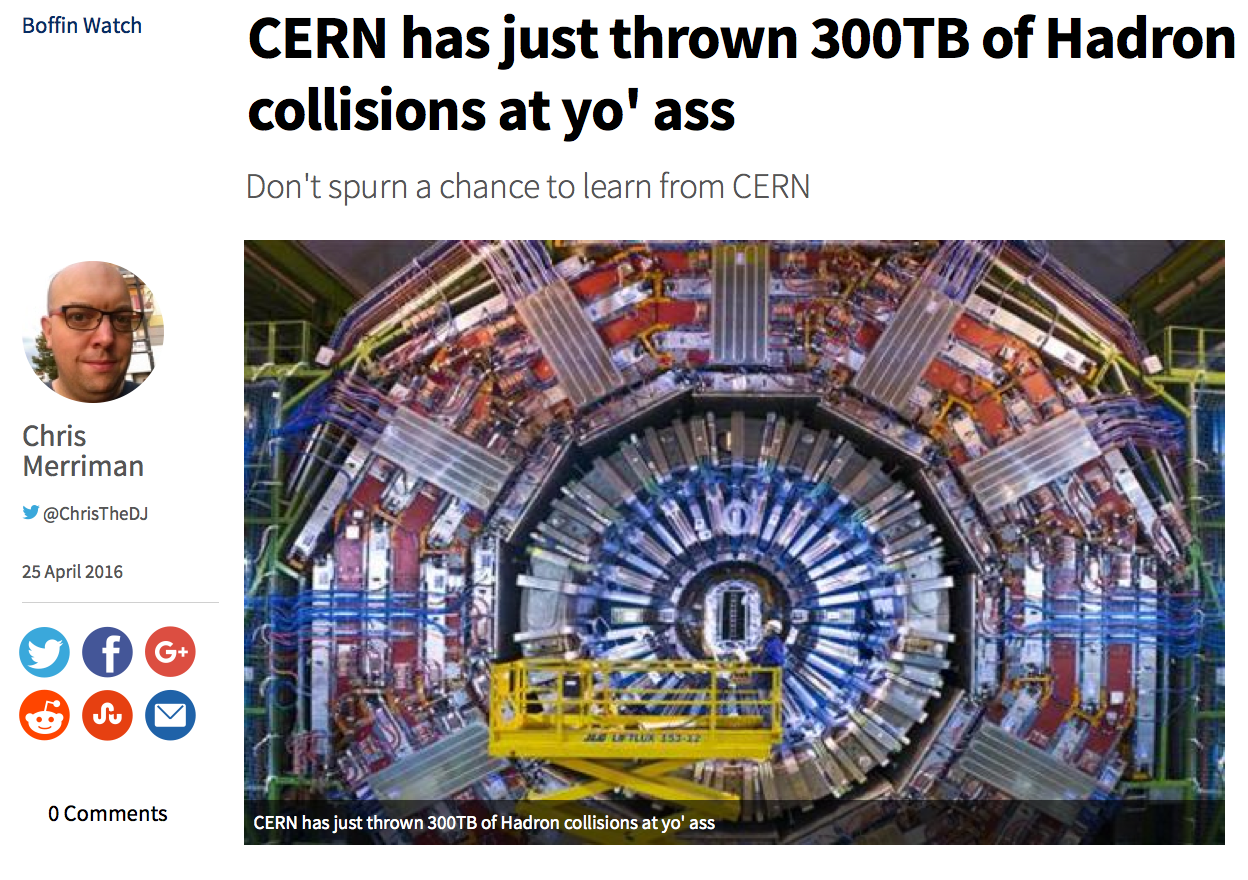 Boffin Watch
CERN has just thrown 300TB of Hadron
collisions at yo' ass
Don't spurn a chance to learn from CERN
Chris
Merriman
@ChrisTheDJ
25 April 2016
G+
0 Comments
JLG LIFTLUX 153-12
CERN has just thrown 300TB of Hadron collisions at yo' ass